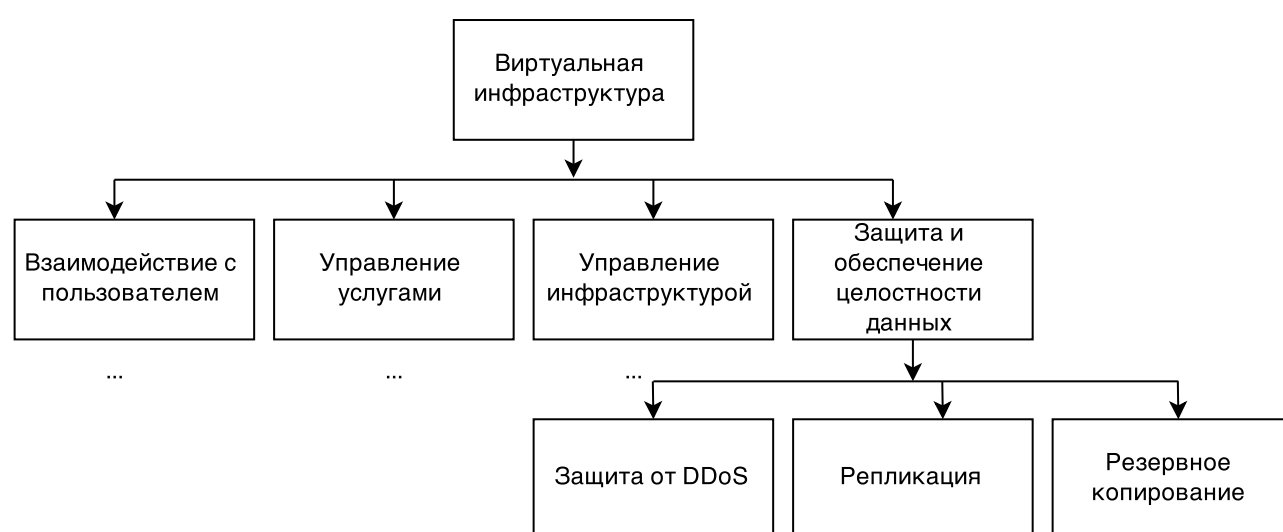 Виртуальная
инфраструктура
Взаимодействие с
пользователем
Управление
услугами
Управление
инфраструктурой
Защита и
обеспечение
целостности
данных
...
...
...
Защита от DDoS
Репликация
Резервное
копирование